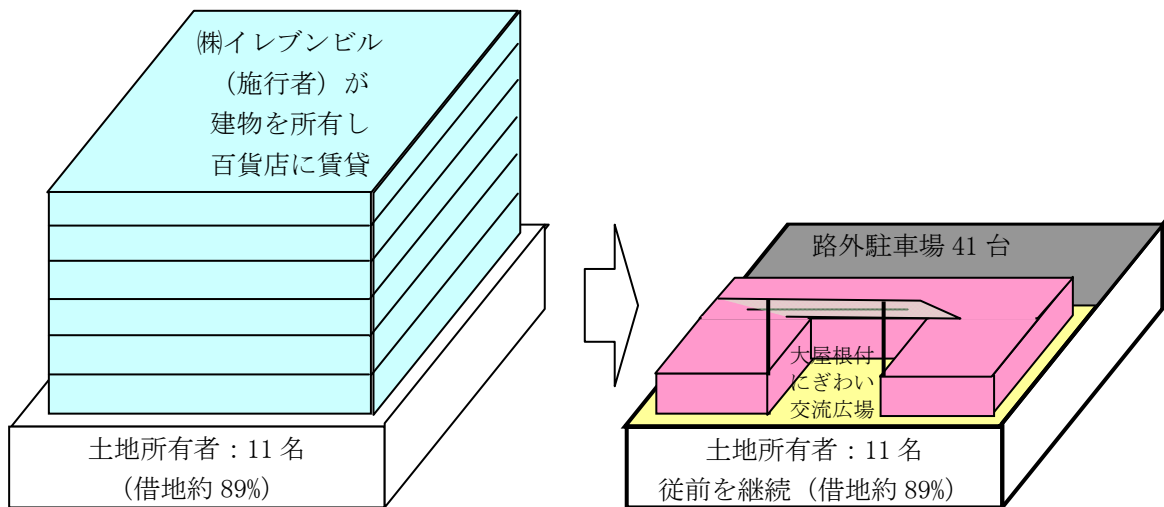 ㈱イレブンビル
（施行者）が
建物を所有し
百貨店に賃貸
土地所有者：11 名
（借地約 89%）
路外駐車場 41 台
大屋根付
にぎわい
交流広場
土地所有者：11 名
従前を継続（借地約 89%）